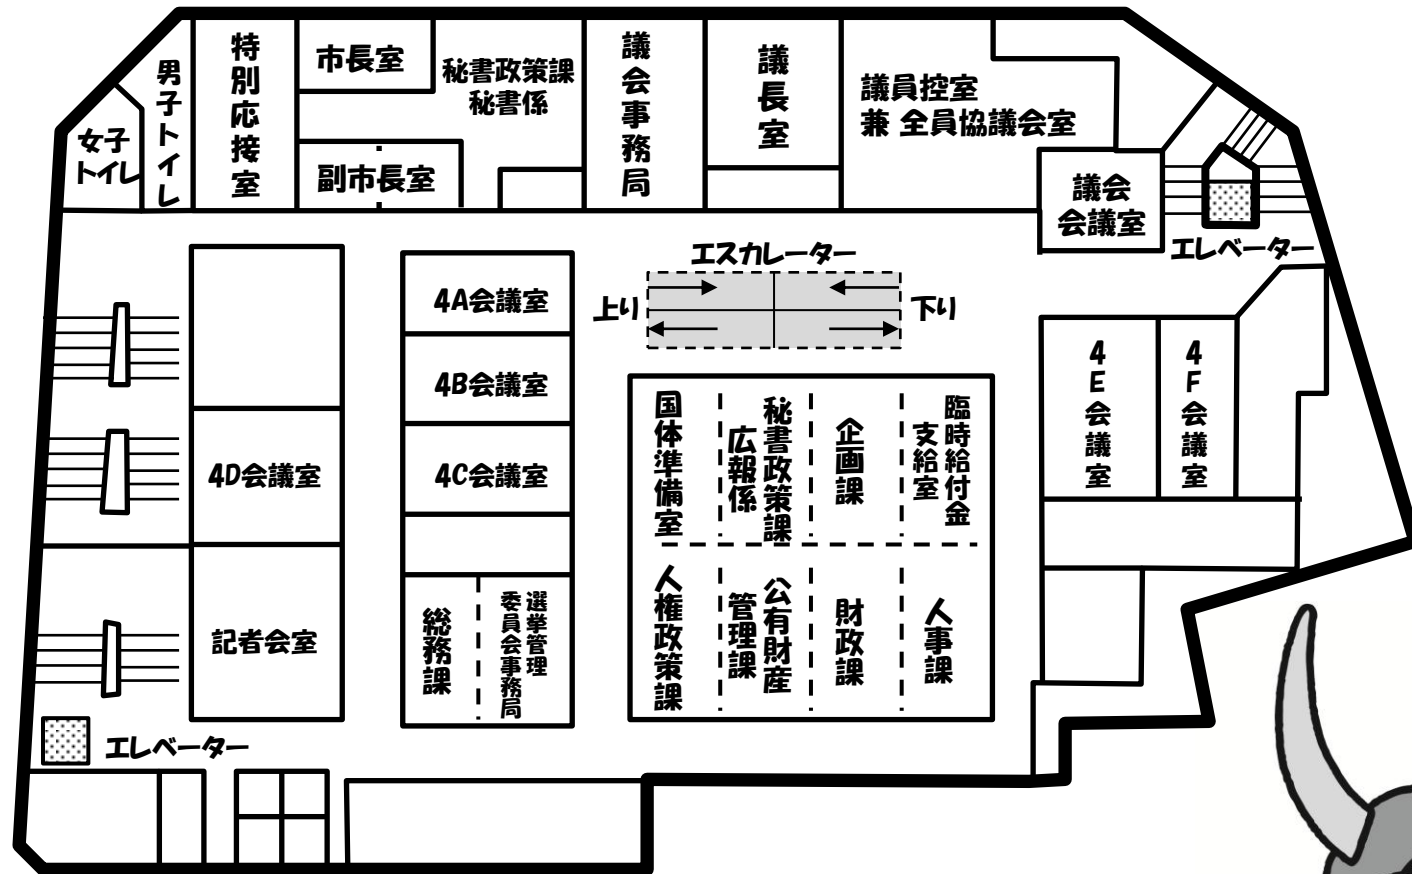 男子トイレ
女子
トイレ
特別応接室
市長室
副市長室
秘書政策課
秘書係
議会事務局
議長室
議員控室
兼 全員協議会室
議会
会議室
エレベーター
エスカレーター
上り
下り
4A会議室
4B会議室
4C会議室
4D会議室
記者会室
総務課
選挙管理
委員会事務局
国体準備室
秘書政策課
広報係
企画課
臨時給付金
支給室
人権政策課
公有財産
管理課
財政課
人事課
4E会議室
4F会議室
エレベーター